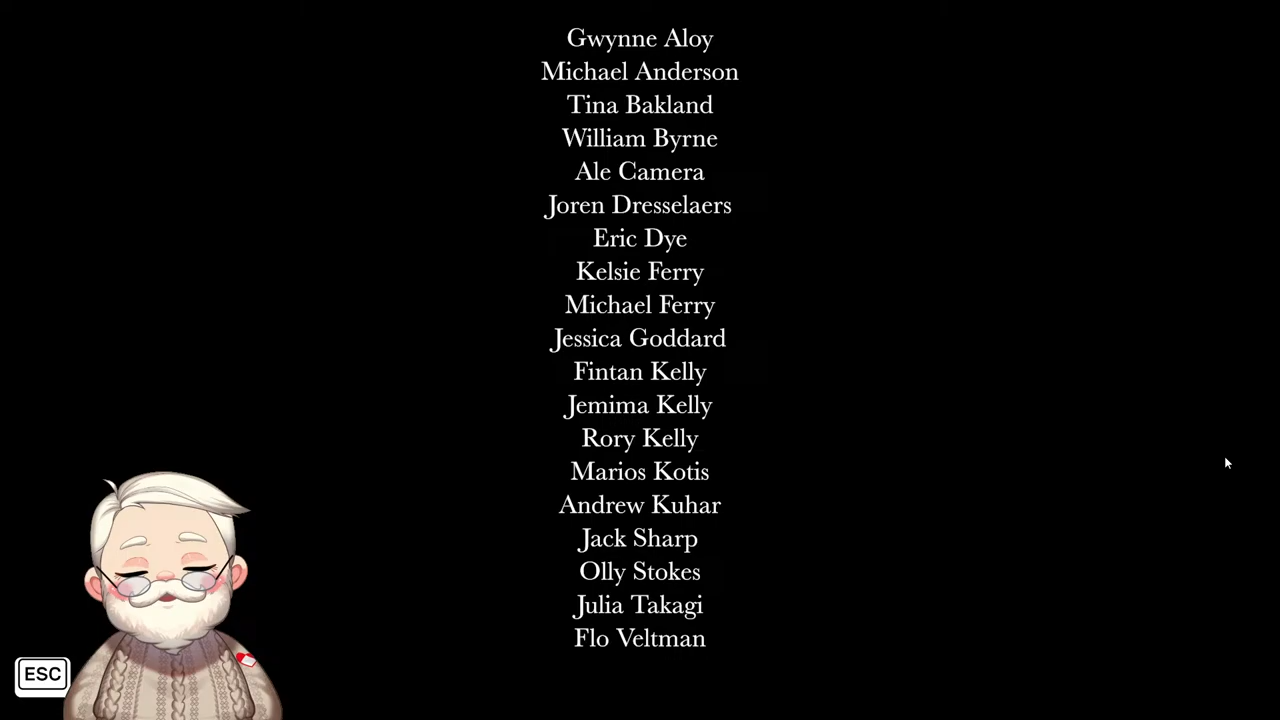 Gwynne Aloy
Michael Anderson
Tina Bakland
William Byrne
Ale Camera
Joren Dresselaers
Eric Dye
Kelsie Ferry
Michael Ferry
Jessica Goddard
Fintan Kelly
Jemima Kelly
Rory Kelly
Marios Kotis
Andrew Kuhar
Jack Sharp
Olly Stokes
Julia Takagi
Flo Veltman
ESC